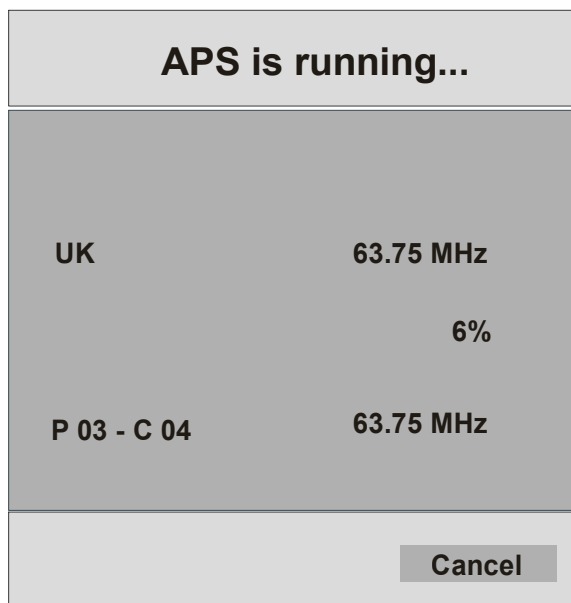 APS is running...
UK 63.75 MHz
6%
P 03 - C 04 63.75 MHz
Cancel